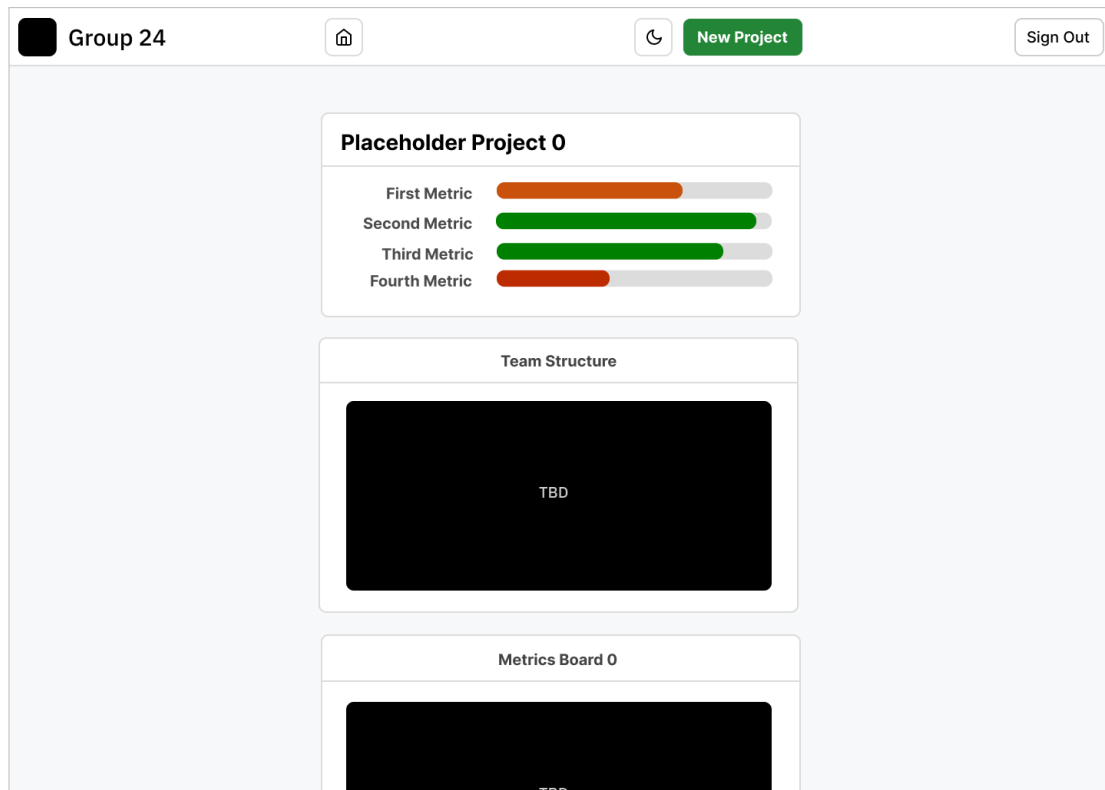 Group 24
New Project
Sign Out
Placeholder Project 0
First Metric
Second Metric
Third Metric
Fourth Metric
Team Structure
TBD
Metrics Board 0
TBD